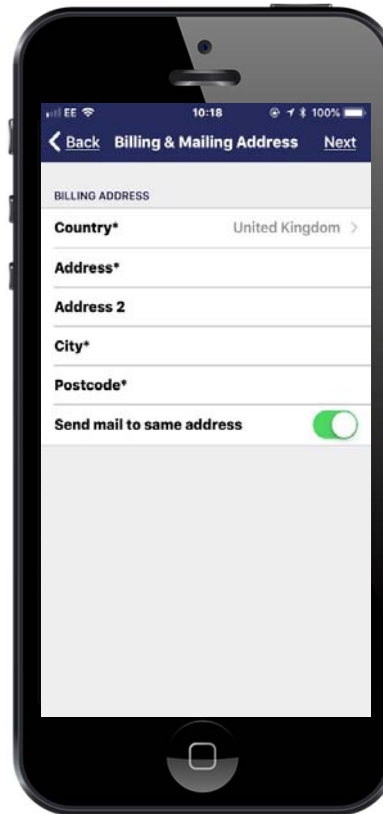 EE 10:18 100%
Back Billing & Mailing Address Next
BILLING ADDRESS
Country* United Kingdom
Address*
Address 2
City*
Postcode*
Send mail to same address